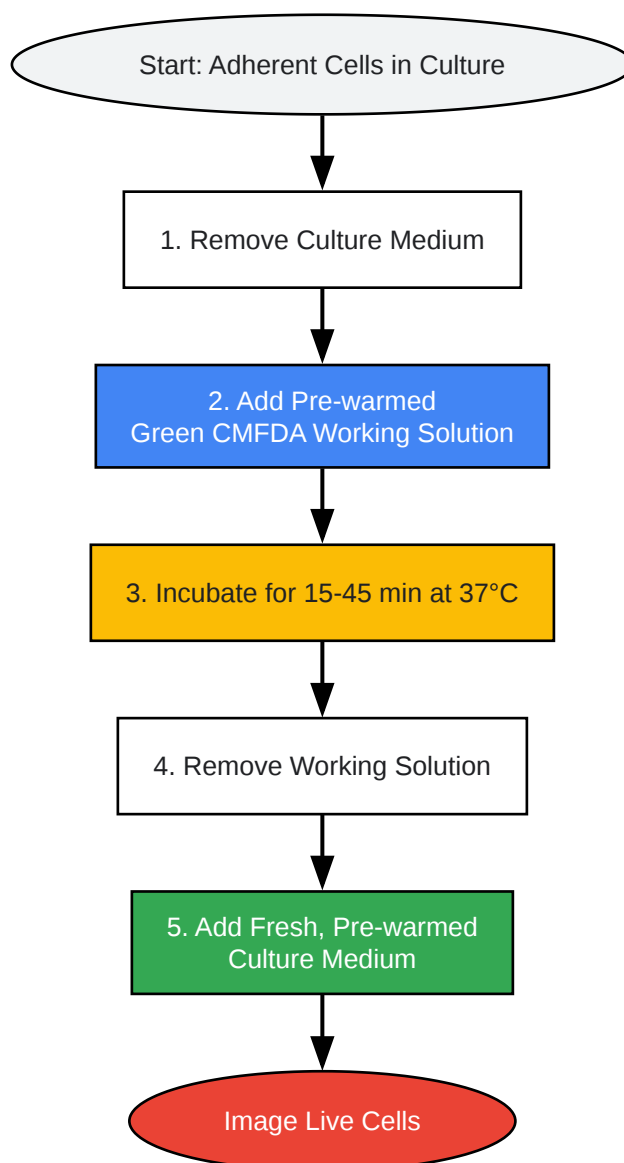 Start: Adherent Cells in Culture
1. Remove Culture Medium
2. Add Pre-warmed
Green CMFDA Working Solution
3. Incubate for 15-45 min at 37°C
4. Remove Working Solution
5. Add Fresh, Pre-warmed
Culture Medium
Image Live Cells